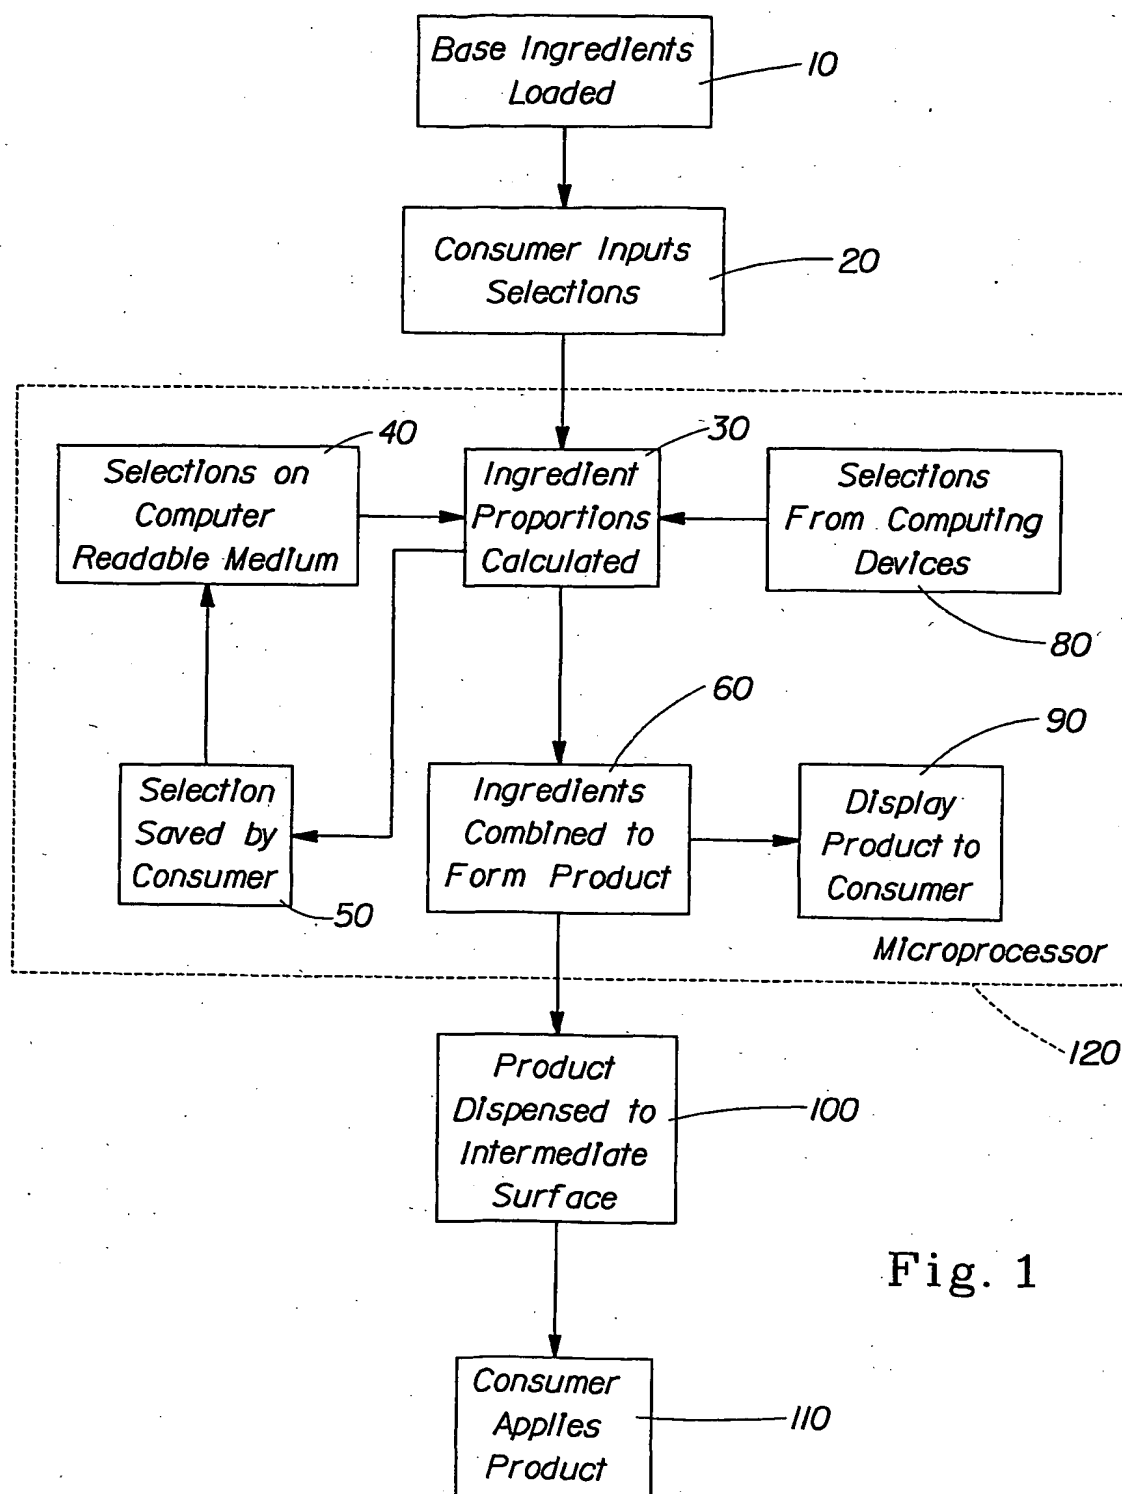 Base Ingredients
Loaded
10
Consumer Inputs
Selections
20
40
Selections on
Computer
Readable Medium
30
Ingredient
Proportions
Calculated
Selections
From Computing
Devices
80
60
90
Selection
Saved by
Consumer
50
Ingredients
Combined to
Form Product
Display
Product to
Consumer
Microprocessor
120
Product
Dispensed to
Intermediate
Surface
100
Fig. 1
Consumer
Applies
Product
110